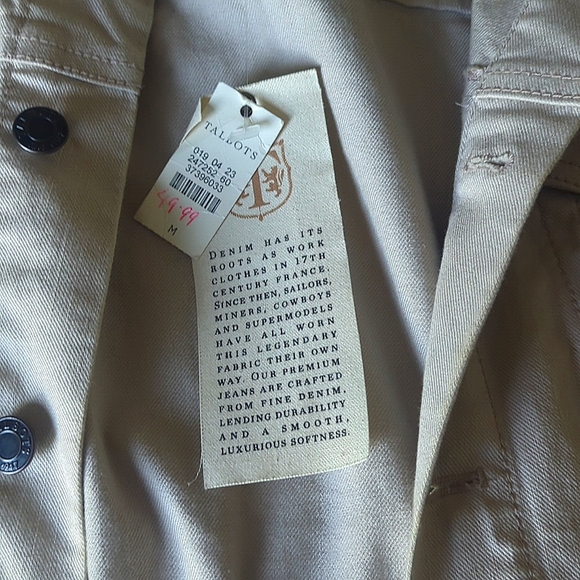 TALBOTS
019 04 23
247252 60
37396033
49.99
M
DENIM HAS ITS
ROOTS AS WORK
CLOTHES IN 17TH
CENTURY FRANCE.
SINCE THEN, SAILORS,
MINERS, COWBOYS
AND SUPERMODELS
HAVE ALL WORN
THIS LEGENDARY
FABRIC THEIR OWN
WAY. OUR PREMIUM
JEANS ARE CRAFTED
FROM FINE DENIM,
LENDING DURABILITY
AND A SMOOTH,
LUXURIOUS SOFTNESS.